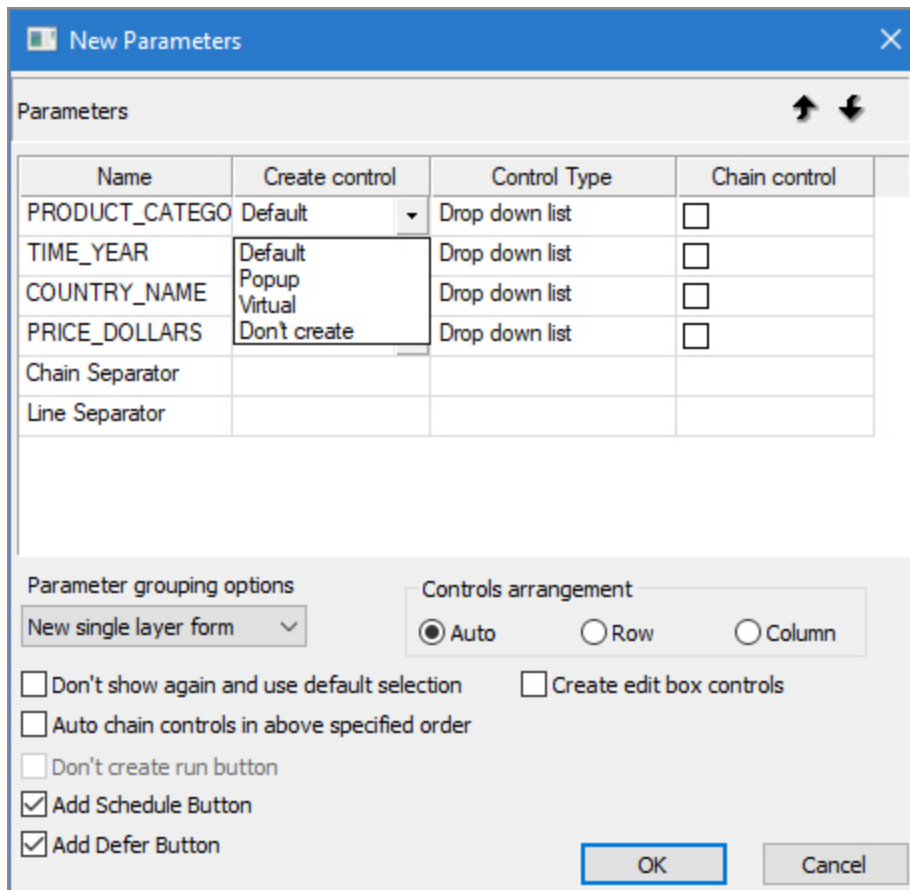 New Parameters
Parameters
Name Create control Control Type Chain control
PRODUCT_CATEGO Default Drop down list
TIME_YEAR Default Drop down list
Popup
COUNTRY_NAME Virtual Drop down list
PRICE_DOLLARS Don't create Drop down list
Chain Separator
Line Separator
Parameter grouping options
Controls arrangement
New single layer form
Auto Row Column
Don't show again and use default selection Create edit box controls
Auto chain controls in above specified order
Don't create run button
Add Schedule Button
Add Defer Button
OK Cancel